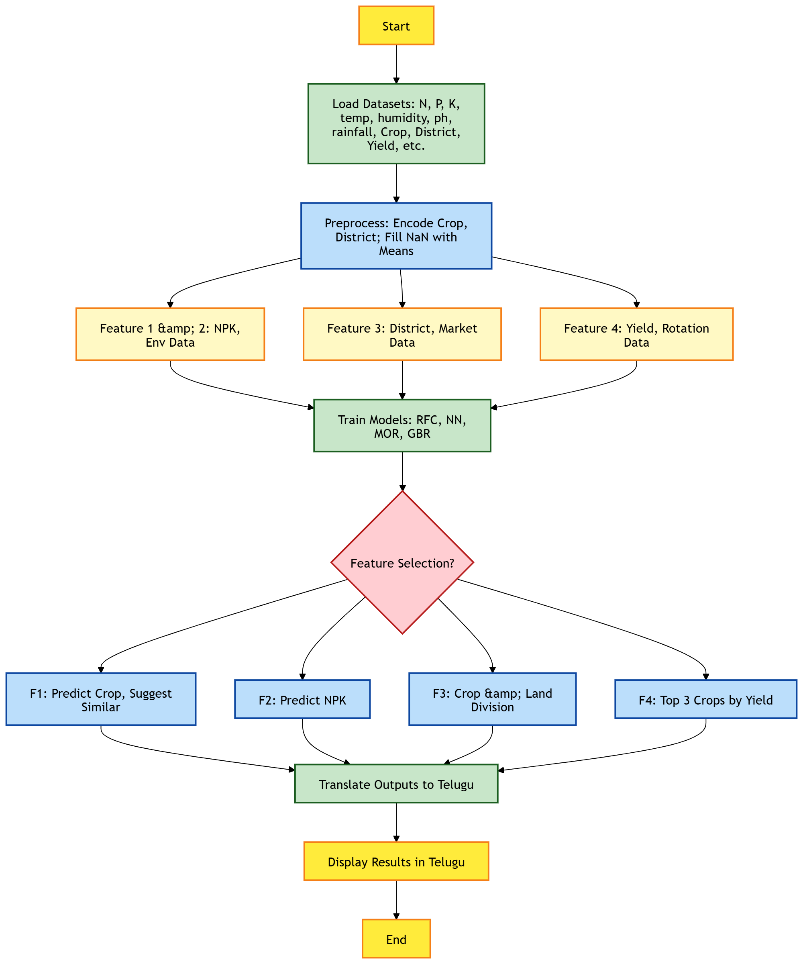 Start
Load Datasets: N, P, K,
temp, humidity, ph,
rainfall, Crop, District,
Yield, etc.
Preprocess: Encode Crop,
District; Fill NaN with
Means
Feature 1 &amp; 2: NPK,
Env Data
Feature 3: District, Market
Data
Feature 4: Yield, Rotation
Data
Train Models: RFC, NN,
MOR, GBR
Feature Selection?
F1: Predict Crop, Suggest
Similar
F2: Predict NPK
F3: Crop &amp; Land
Division
F4: Top 3 Crops by Yield
Translate Outputs to Telugu
Display Results in Telugu
End